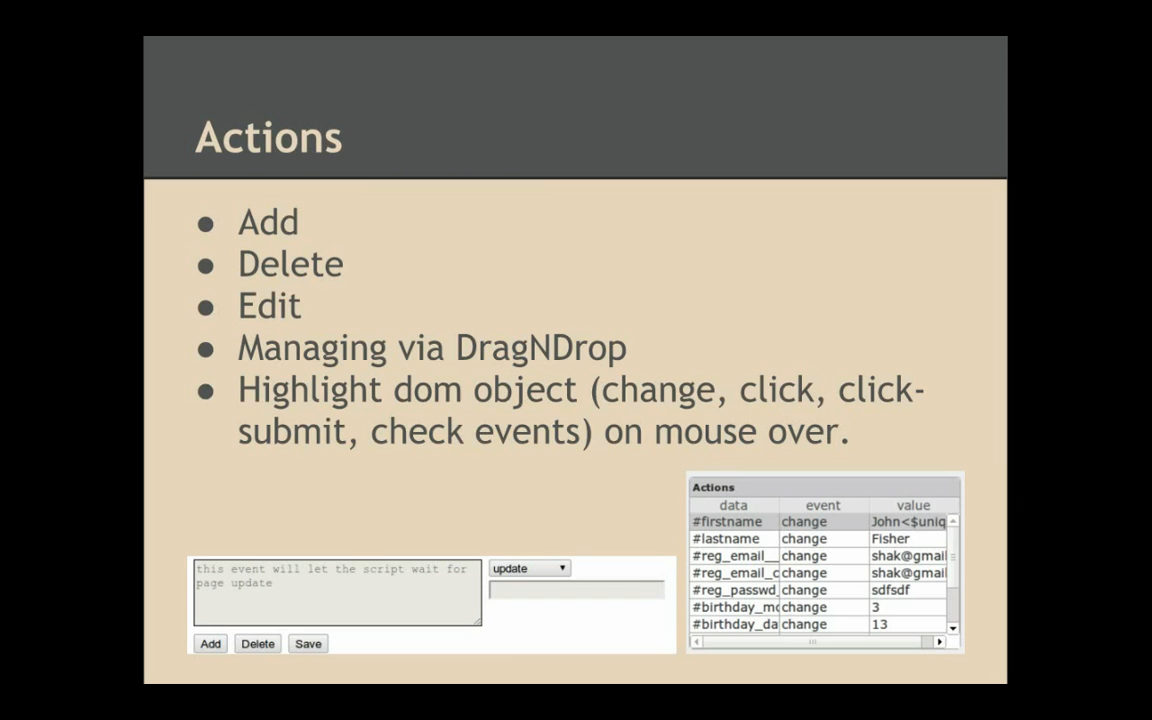 Actions
● Add
● Delete
● Edit
● Managing via DragNDrop
● Highlight dom object (change, click, click-
submit, check events) on mouse over.
this event will let the script wait for
page update
update
Add Delete Save
Actions
data event value
#firstname change John<$uniq
#lastname change Fisher
#reg_email__ change shak@gmail
#reg_email_c change shak@gmail
#reg_passwd_ change sdfsdf
#birthday_mo change 3
#birthday_da change 13